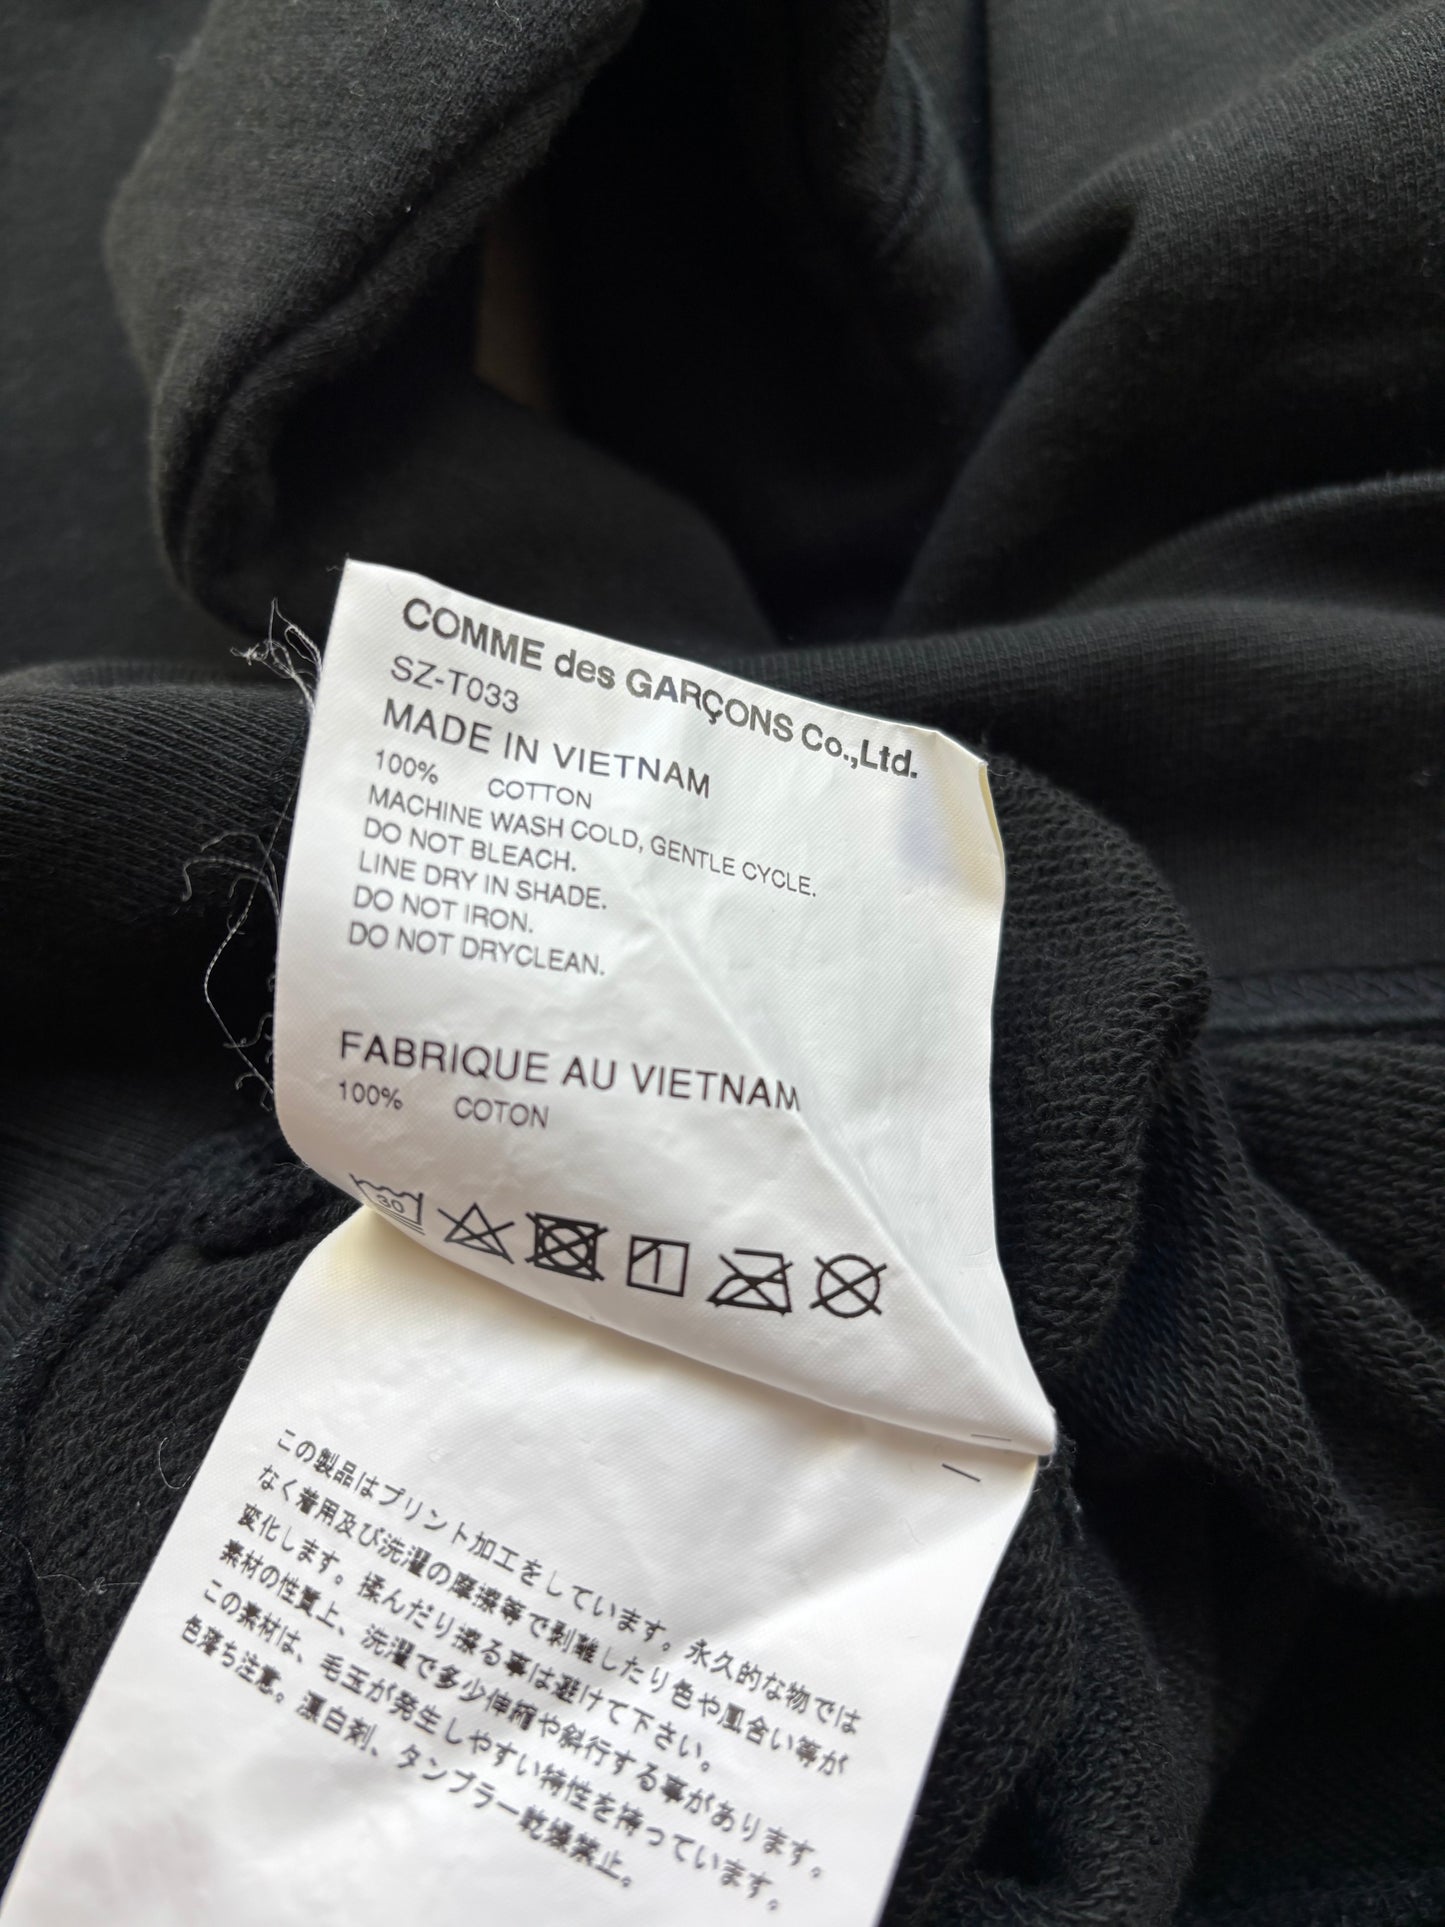 COMME des GARÇONS Co.,Ltd.
SZ-T033
MADE IN VIETNAM
100% COTTON
MACHINE WASH COLD, GENTLE CYCLE.
DO NOT BLEACH.
LINE DRY IN SHADE.
DO NOT IRON.
DO NOT DRYCLEAN.
FABRIQUE AU VIETNAM
100% COTON
30
この製品はプリント加工をしています。永久的な物では
なく着用及び洗濯の摩擦等で剥離したり色や風合い等が
変化します。揉んだり擦る事は避けて下さい。
素材の性質上、洗濯で多少伸縮や斜行する事があります。
この素材は、毛玉が発生しやすい特性を持っています。
色落ち注意。漂白剤、タンブラー乾燥禁止。